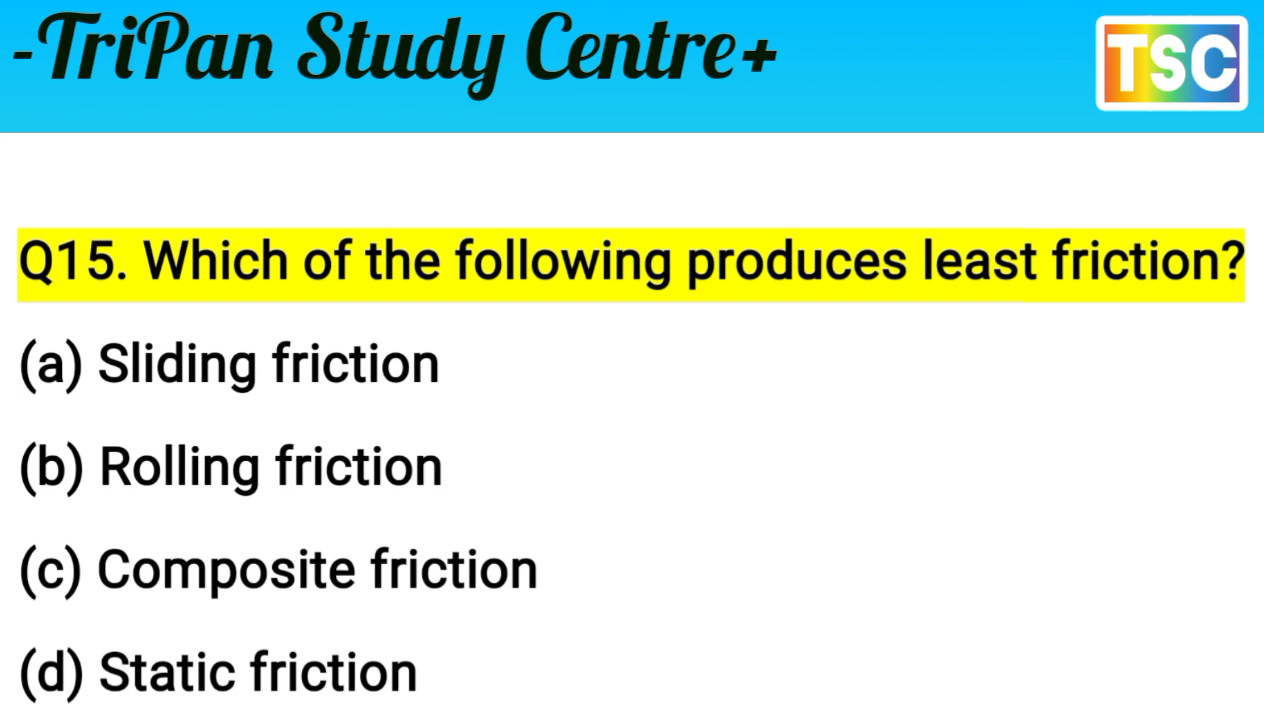 -TriPan Study Centre+
TSC
Q15. Which of the following produces least friction?
(a) Sliding friction
(b) Rolling friction
(c) Composite friction
(d) Static friction